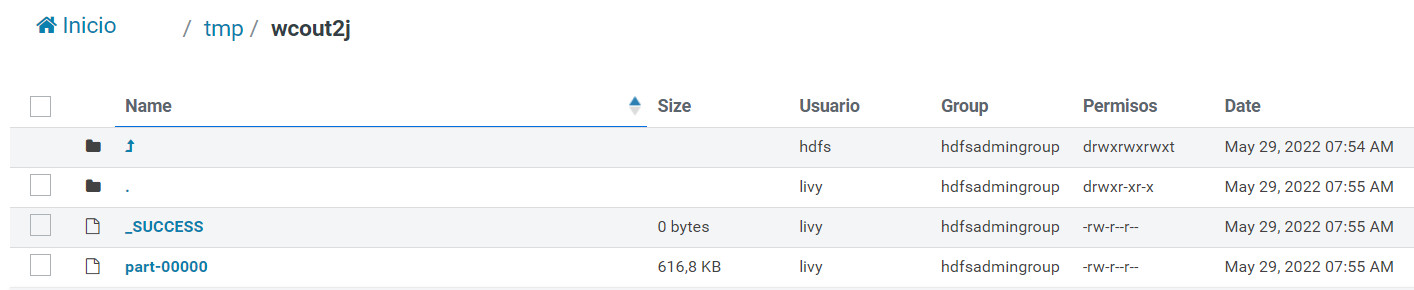 Inicio / tmp / wcout2j
Name Size Usuario Group Permisos Date
hdfs hdfsadmingroup drwxrwxrwxt May 29, 2022 07:54 AM
. livy hdfsadmingroup drwxr-xr-x May 29, 2022 07:55 AM
_SUCCESS 0 bytes livy hdfsadmingroup -rw-r--r-- May 29, 2022 07:55 AM
part-00000 616,8 KB livy hdfsadmingroup -rw-r--r-- May 29, 2022 07:55 AM